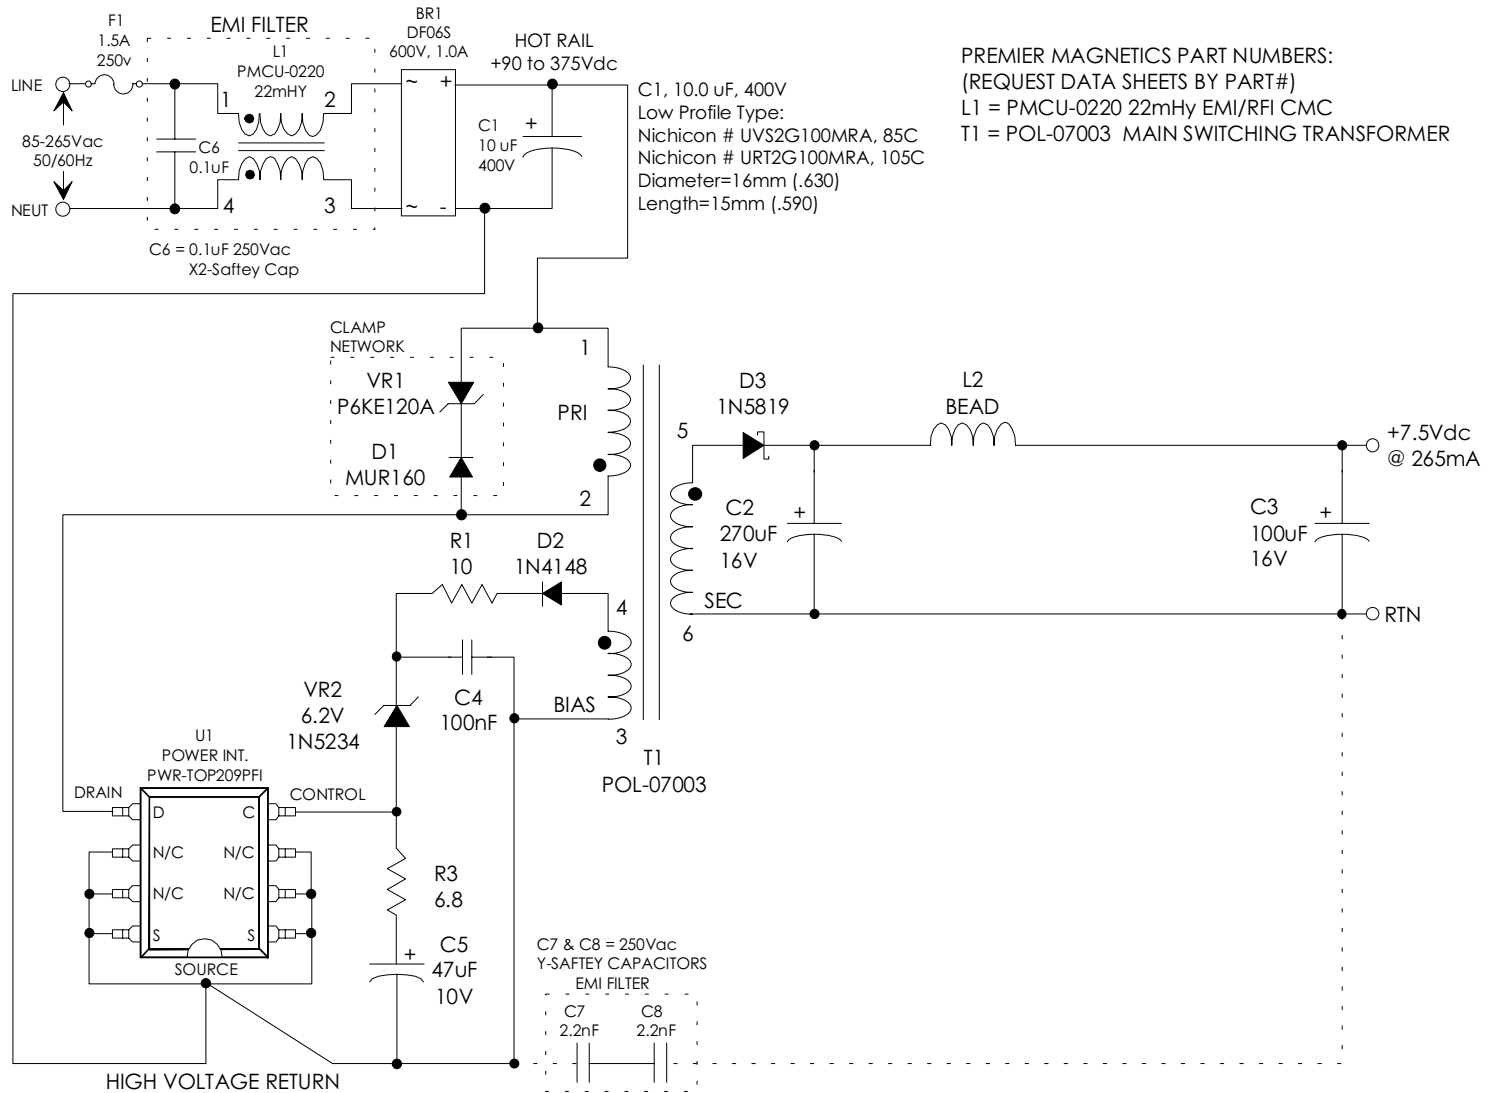 F1
1.5A
250v
EMI FILTER
L1
PMCU-0220
22mHY
BR1
DF06S
600V, 1.0A
HOT RAIL
+90 to 375Vdc
LINE
85-265Vac
50/60Hz
NEUT
1
2
4
3
C6
0.1uF
~
+
~
-
+
C1
10 uF
400V
C6 = 0.1uF 250Vac
X2-Saftey Cap
C1, 10.0 uF, 400V
Low Profile Type:
Nichicon # UVS2G100MRA, 85C
Nichicon # URT2G100MRA, 105C
Diameter=16mm (.630)
Length=15mm (.590)
PREMIER MAGNETICS PART NUMBERS:
(REQUEST DATA SHEETS BY PART#)
L1 = PMCU-0220 22mHy EMI/RFI CMC
T1 = POL-07003 MAIN SWITCHING TRANSFORMER
CLAMP
NETWORK
VR1
P6KE120A
D1
MUR160
1
PRI
2
D3
1N5819
5
L2
BEAD
+7.5Vdc
@ 265mA
C2
270uF
16V
+
C3
100uF
16V
+
SEC
6
RTN
R1
10
D2
1N4148
4
BIAS
3
C4
100nF
VR2
6.2V
1N5234
T1
POL-07003
U1
POWER INT.
PWR-TOP209PFI
DRAIN
CONTROL
D
C
N/C
N/C
N/C
N/C
S
S
SOURCE
R3
6.8
+
C5
47uF
10V
C7 & C8 = 250Vac
Y-SAFTEY CAPACITORS
EMI FILTER
C7
2.2nF
C8
2.2nF
HIGH VOLTAGE RETURN